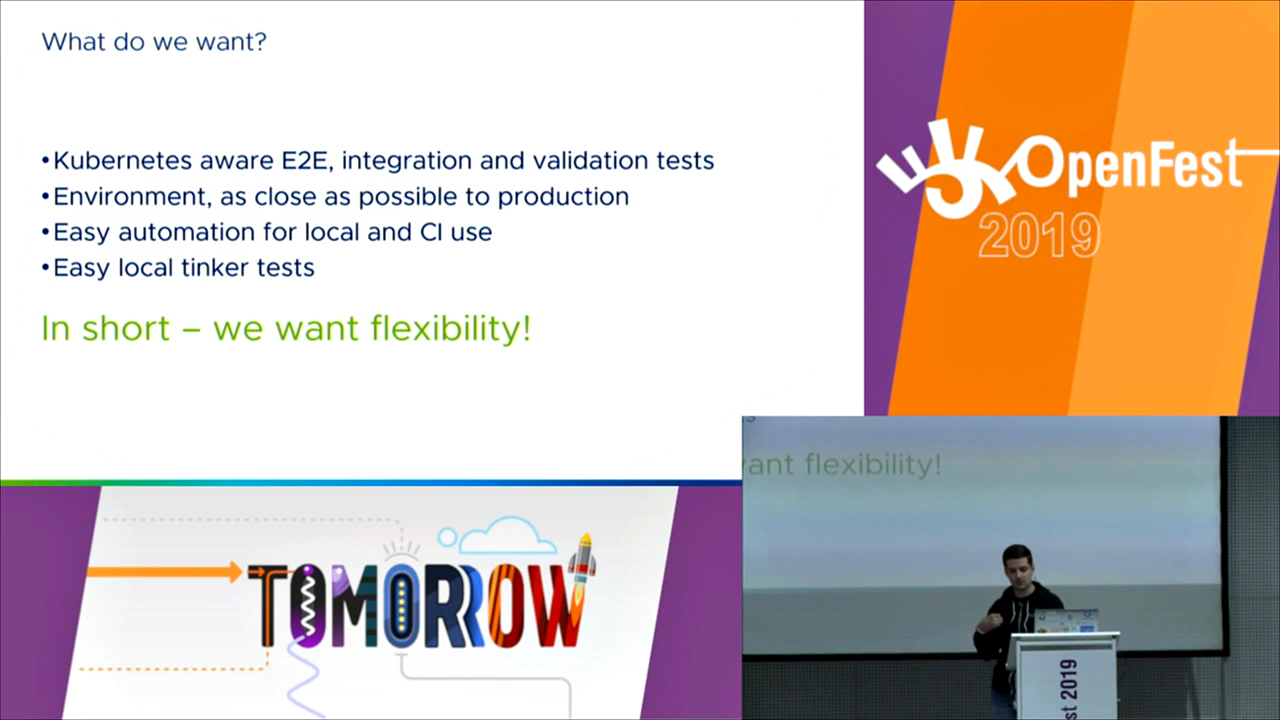 What do we want?
•Kubernetes aware E2E, integration and validation tests
•Environment, as close as possible to production
•Easy automation for local and CI use
•Easy local tinker tests
In short – we want flexibility!
OpenFest
2019
TOMORROW
ant flexibility!
st 2019